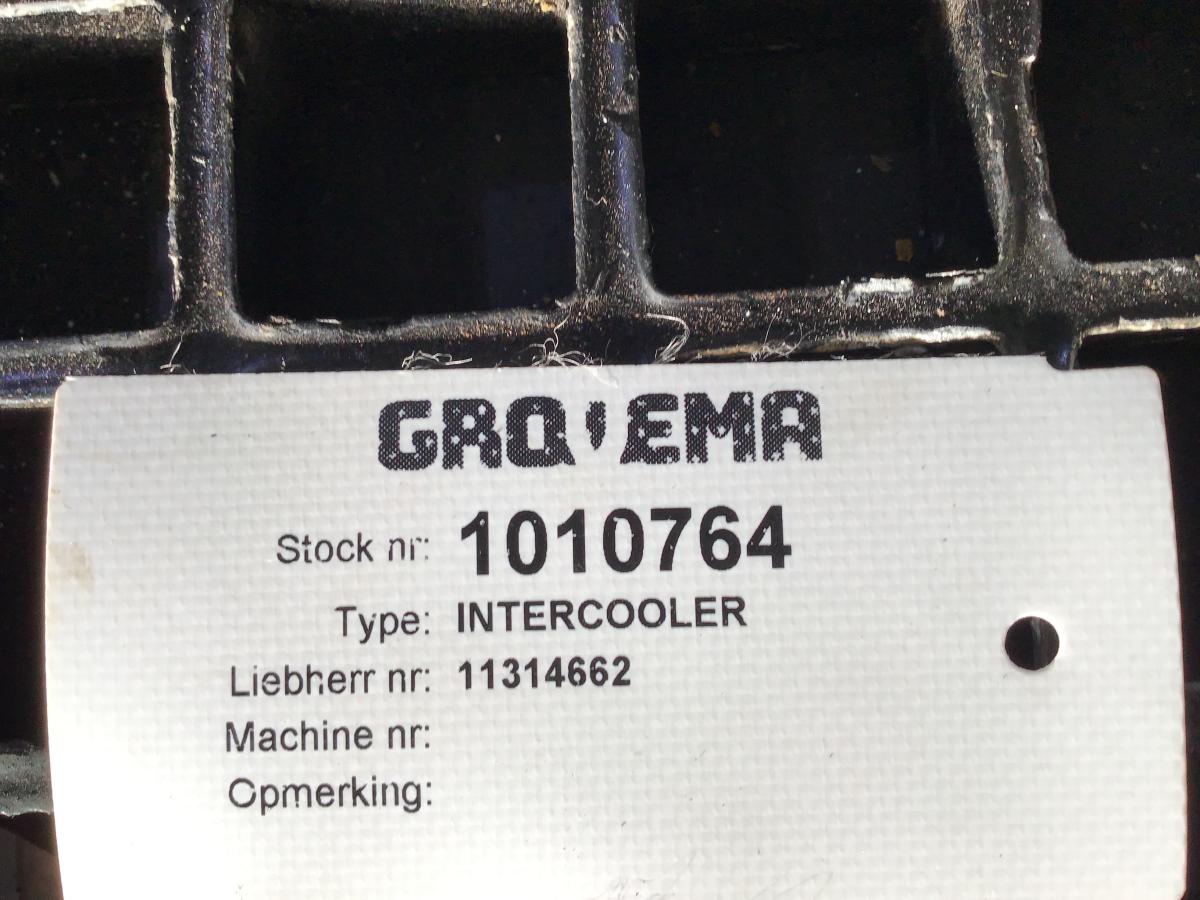 GRO'EMA
Stock nr: 1010764
Type: INTERCOOLER
Liebherr nr: 11314662
Machine nr:
Opmerking: